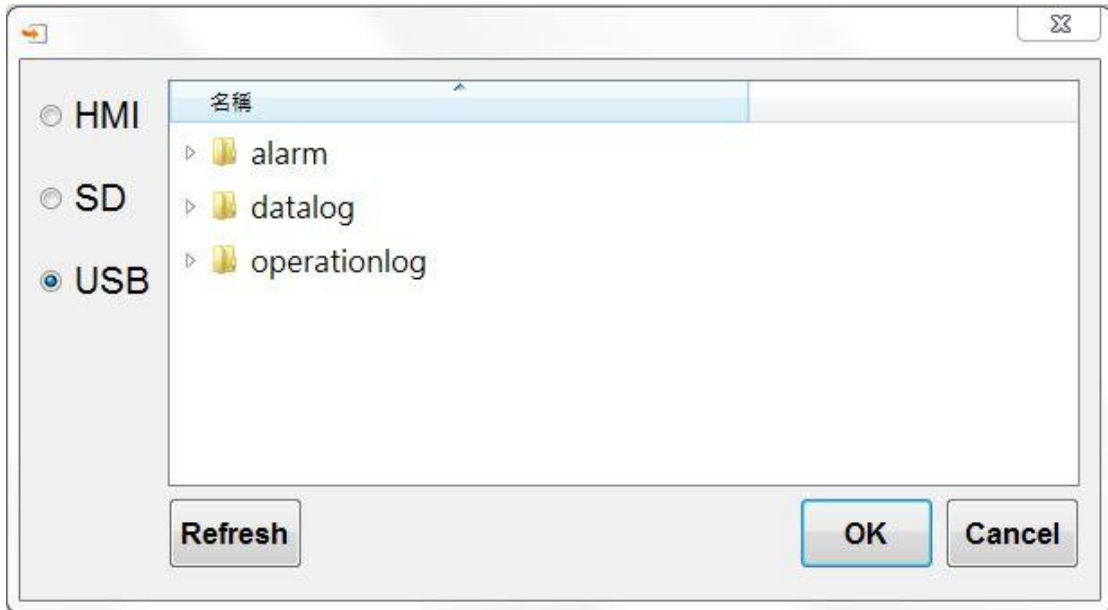 HMI
SD
USB
名稱
alarm
datalog
operationlog
Refresh
OK
Cancel